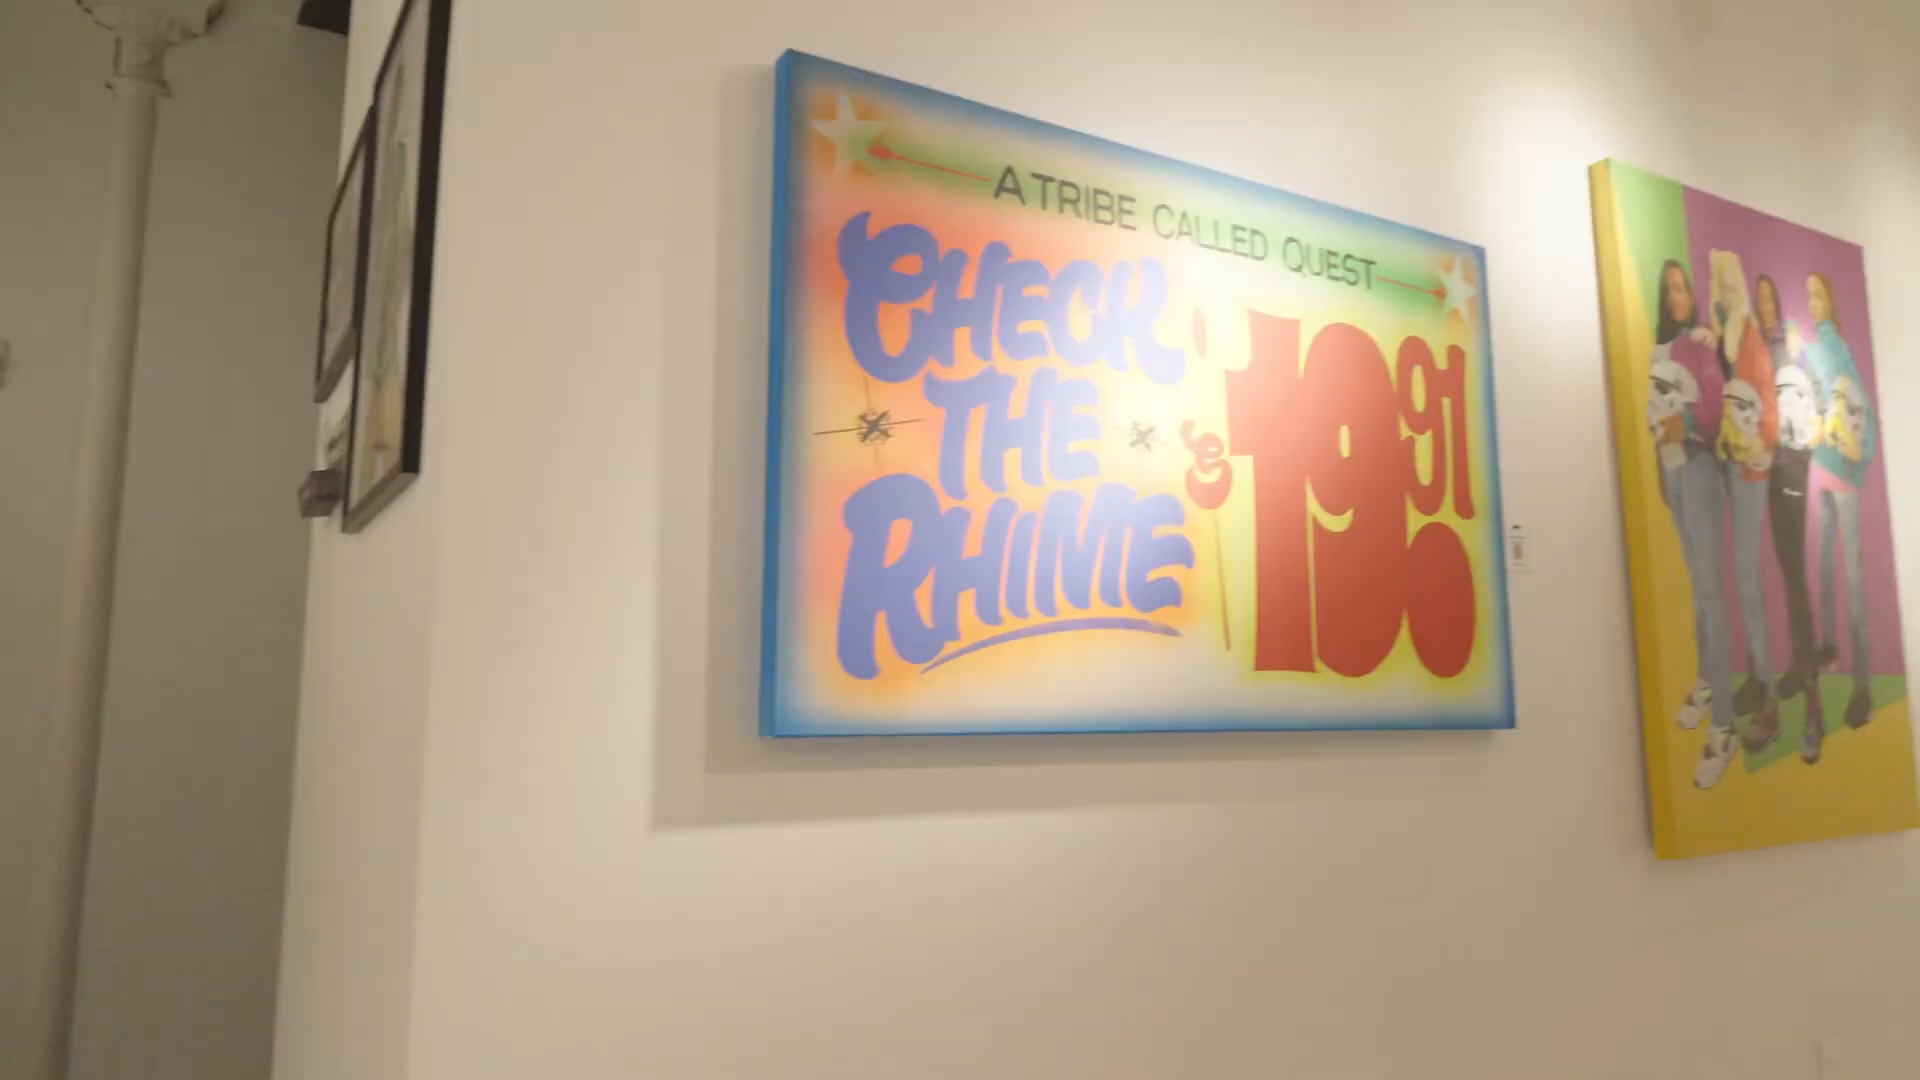 A TRIBE CALLED QUEST
CHECK
THE
RHIME
1991